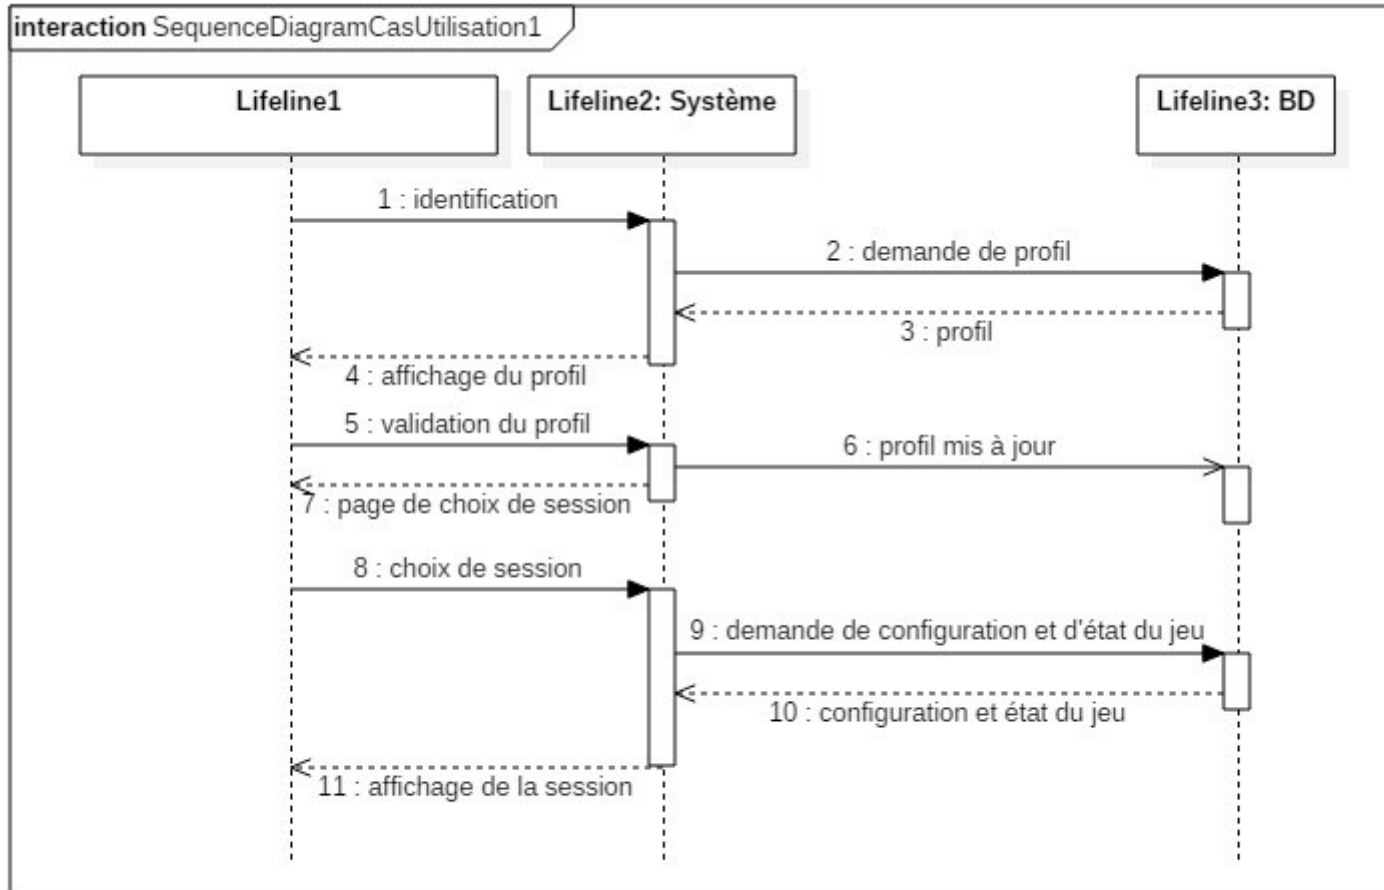 interaction SequenceDiagramCasUtilisation1
Lifeline1
Lifeline2: Système
Lifeline3: BD
1 : identification
2 : demande de profil
3 : profil
4 : affichage du profil
5 : validation du profil
6 : profil mis à jour
7 : page de choix de session
8 : choix de session
9 : demande de configuration et d'état du jeu
10 : configuration et état du jeu
11 : affichage de la session